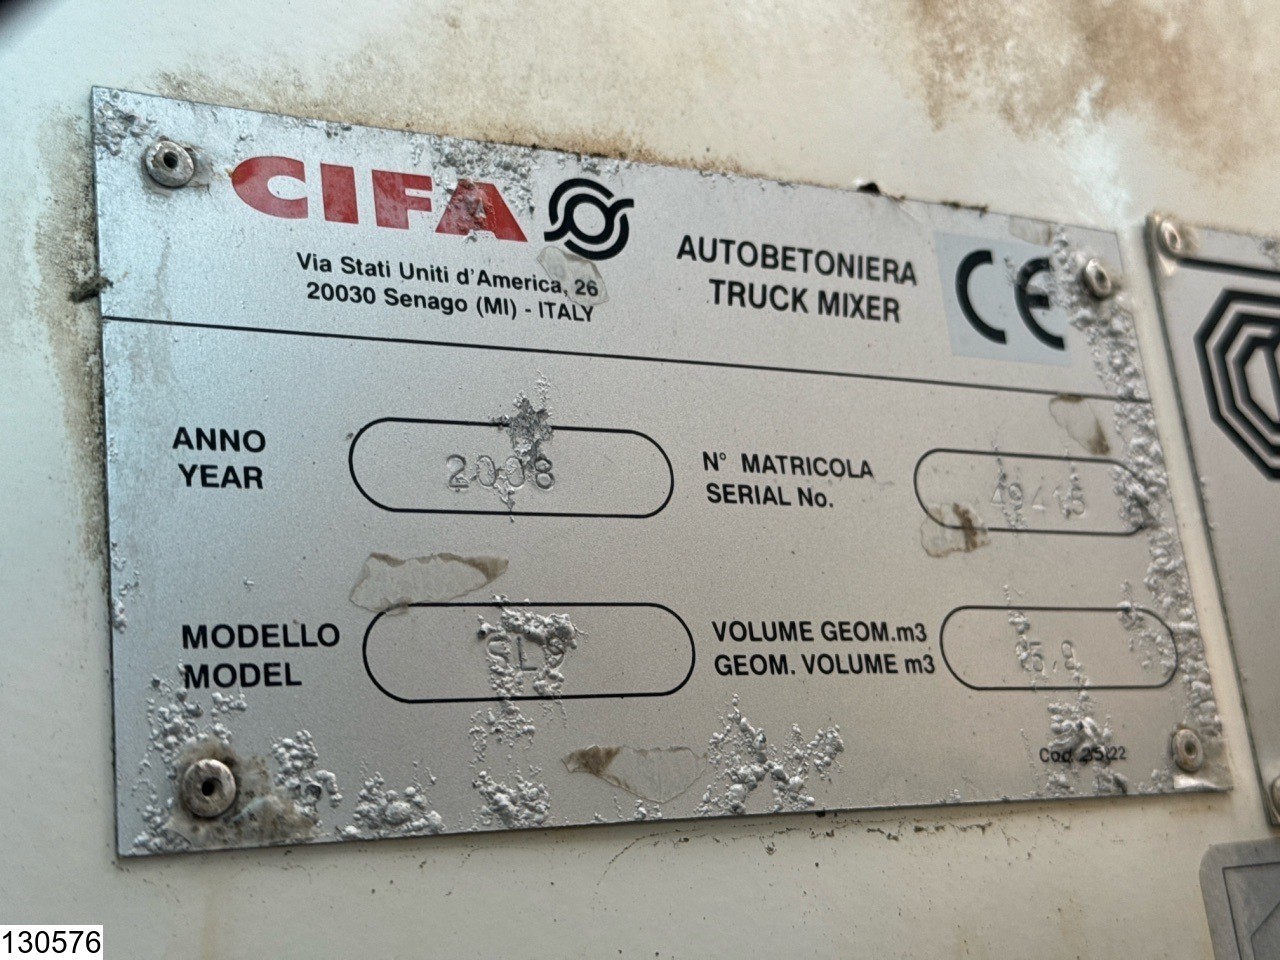 CIFA
Via Stati Uniti d'America, 26
20030 Senago (MI) - ITALY
AUTOBETONIERA
TRUCK MIXER
CE
ANNO
YEAR
2008
N° MATRICOLA
SERIAL No.
49415
MODELLO
MODEL
VOLUME GEOM.m3
GEOM. VOLUME m3
130576